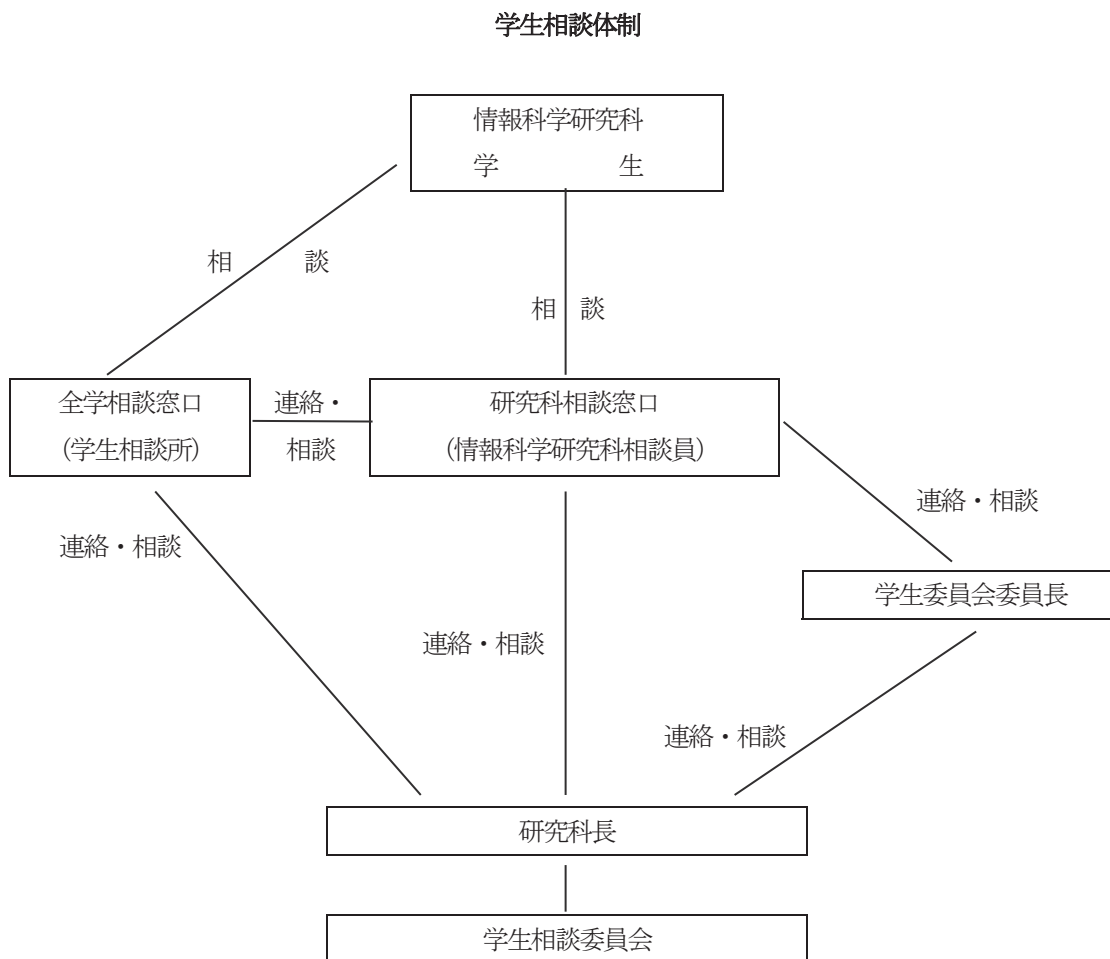 学生相談体制
情報科学研究科
学　　　　　生
相　　　談
相　談
全学相談窓口
（学生相談所）
連絡・
相談
研究科相談窓口
（情報科学研究科相談員）
連絡・相談
連絡・相談
学生委員会委員長
連絡・相談
連絡・相談
研究科長
学生相談委員会